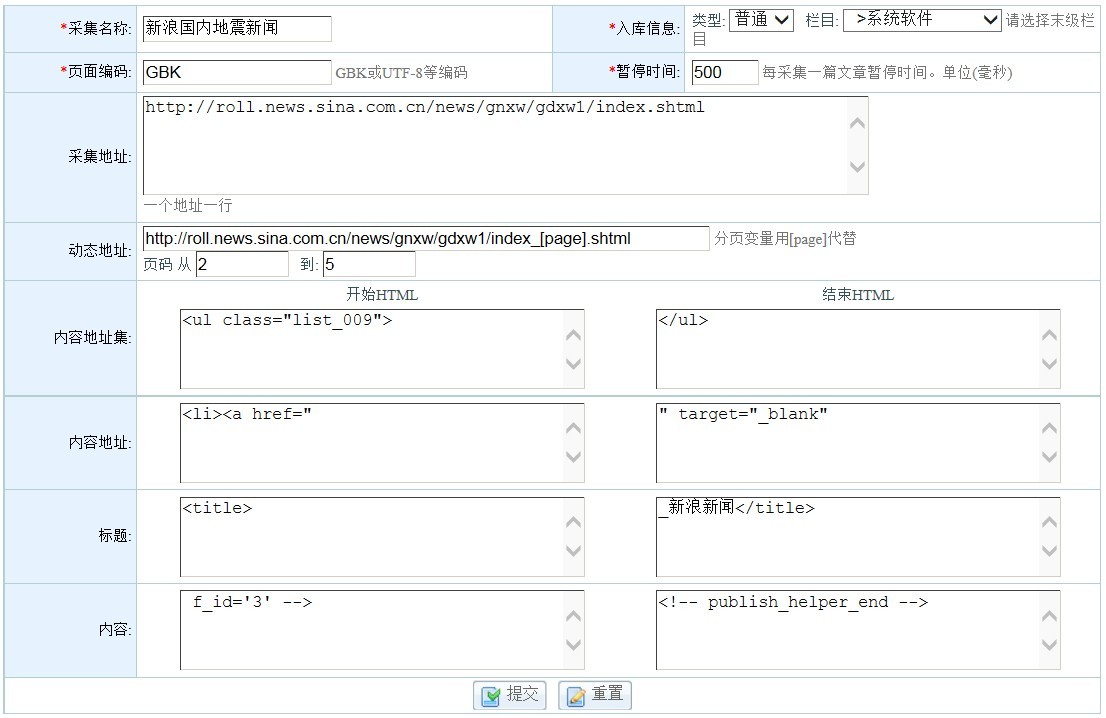 *采集名称: 新浪国内地震新闻 *入库信息: 类型: 普通 栏目: >系统软件 请选择末级栏
目
*页面编码: GBK GBK或UTF-8等编码 *暂停时间: 500 每采集一篇文章暂停时间。单位(毫秒)
采集地址: http://roll.news.sina.com.cn/news/gnxw/gdxw1/index.shtml
一个地址一行
动态地址: http://roll.news.sina.com.cn/news/gnxw/gdxw1/index_[page].shtml 分页变量用[page]代替
页码 从 2 到: 5
开始HTML 结束HTML
内容地址集: <ul class="list_009"> </ul>
内容地址: <li><a href=" " target="_blank"
标题: <title> _新浪新闻</title>
内容: f_id='3' --> <!-- publish_helper_end -->
提交 重置